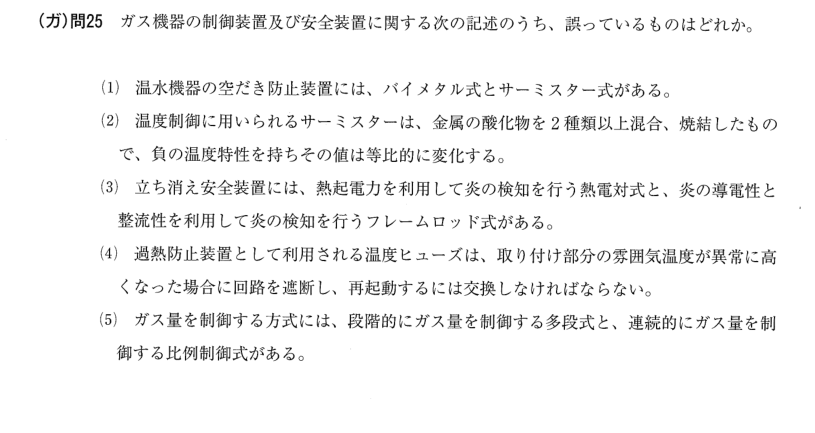 (ガ)問25 ガス機器の制御装置及び安全装置に関する次の記述のうち、誤っているものはどれか。
(1) 温水機器の空だき防止装置には、バイメタル式とサーミスター式がある。
(2) 温度制御に用いられるサーミスターは、金属の酸化物を2種類以上混合、焼結したもの
で、負の温度特性を持ちその値は等比的に変化する。
(3) 立ち消え安全装置には、熱起電力を利用して炎の検知を行う熱電対式と、炎の導電性と
整流性を利用して炎の検知を行うフレームロッド式がある。
(4) 過熱防止装置として利用される温度ヒューズは、取り付け部分の雰囲気温度が異常に高
くなった場合に回路を遮断し、再起動するには交換しなければならない。
(5) ガス量を制御する方式には、段階的にガス量を制御する多段式と、連続的にガス量を制
御する比例制御式がある。